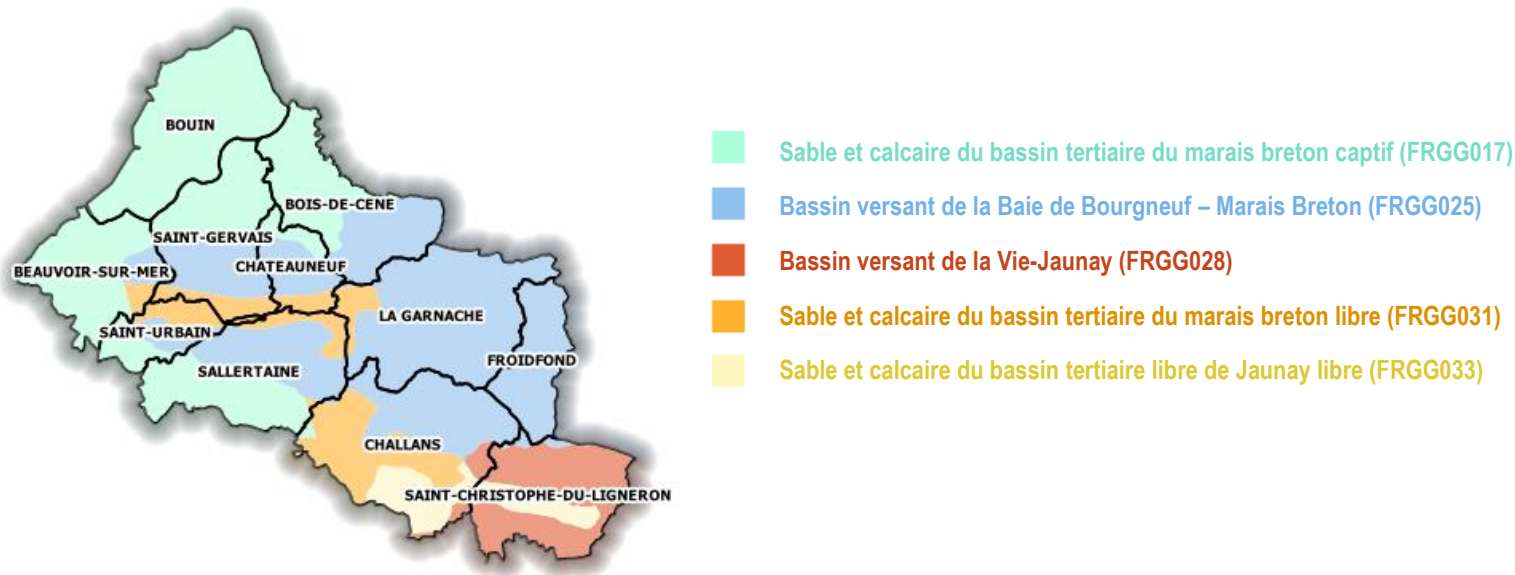 BOUIN
BOIS-DE-CENE
SAINT-GERVAIS
BEAUVOIR-SUR-MER
CHATEAUNEUF
LA GARNACHE
SAINT-URBAIN
FROIDFOND
SALLERTAINE
CHALLANS
SAINT-CHRISTOPHE-DU-LIGNERON
Sable et calcaire du bassin tertiaire du marais breton captif (FRGG017)
Bassin versant de la Baie de Bourgneuf – Marais Breton (FRGG025)
Bassin versant de la Vie-Jaunay (FRGG028)
Sable et calcaire du bassin tertiaire du marais breton libre (FRGG031)
Sable et calcaire du bassin tertiaire libre de Jaunay libre (FRGG033)